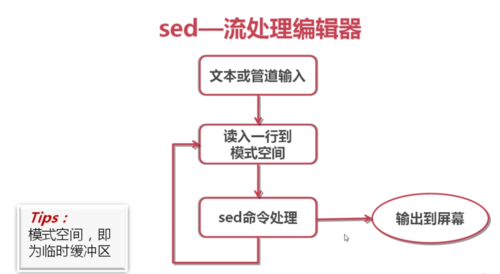 sed—流处理编辑器
文本或管道输入
读入一行到
模式空间
sed命令处理
输出到屏幕
Tips：
模式空间，即
为临时缓冲区